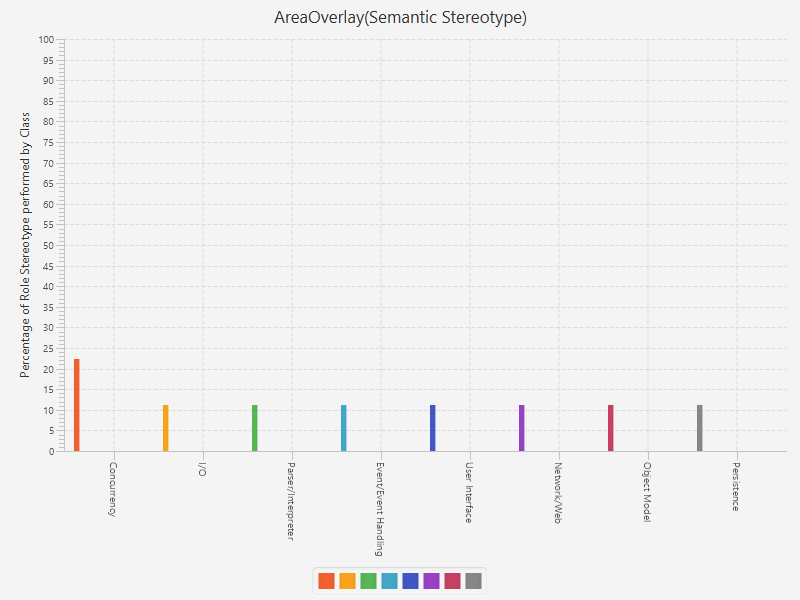 AreaOverlay(Semantic Stereotype)
Percentage of Role Stereotype performed by Class
100
95
90
85
80
75
70
65
60
55
50
45
40
35
30
25
20
15
10
5
0
Concurrency
I/O
Parser/Interpreter
Event/Event Handling
User Interface
Network/Web
Object Model
Persistence